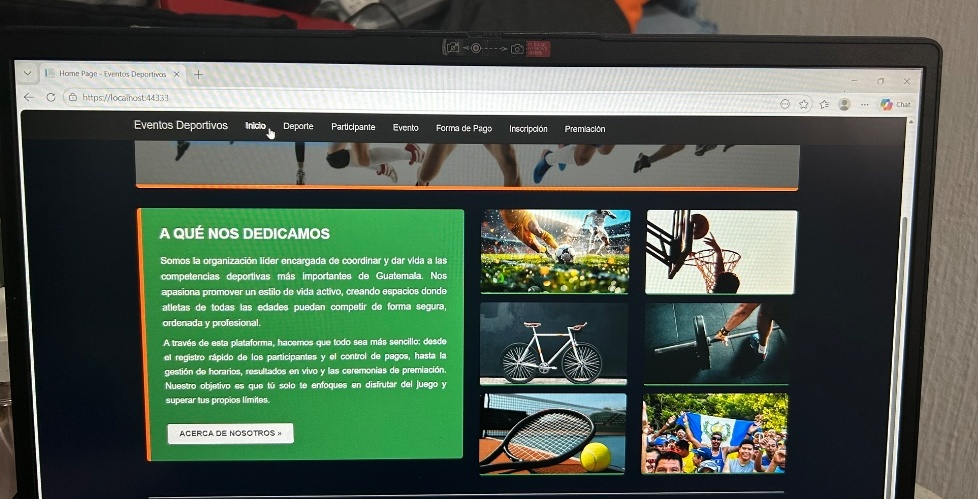 Home Page - Eventos Deportivos
https://localhost:44333
Chat
Eventos Deportivos Inicio Deporte Participante Evento Forma de Pago Inscripción Premiación
A QUÉ NOS DEDICAMOS
Somos la organización líder encargada de coordinar y dar vida a las
competencias deportivas más importantes de Guatemala. Nos
apasiona promover un estilo de vida activo, creando espacios donde
atletas de todas las edades puedan competir de forma segura,
ordenada y profesional.
A través de esta plataforma, hacemos que todo sea más sencillo: desde
el registro rápido de los participantes y el control de pagos, hasta la
gestión de horarios, resultados en vivo y las ceremonias de premiación.
Nuestro objetivo es que tú solo te enfoques en disfrutar del juego y
superar tus propios límites.
ACERCA DE NOSOTROS »